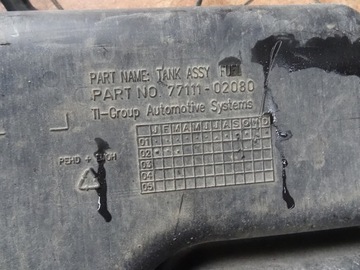 PART NAME: TANK ASSY FUEL
PART NO. 77111-02080
TI-Group Automotive Systems
J F M A M J J A S O N D
01
02
03
04
05
PEHD + EVOH